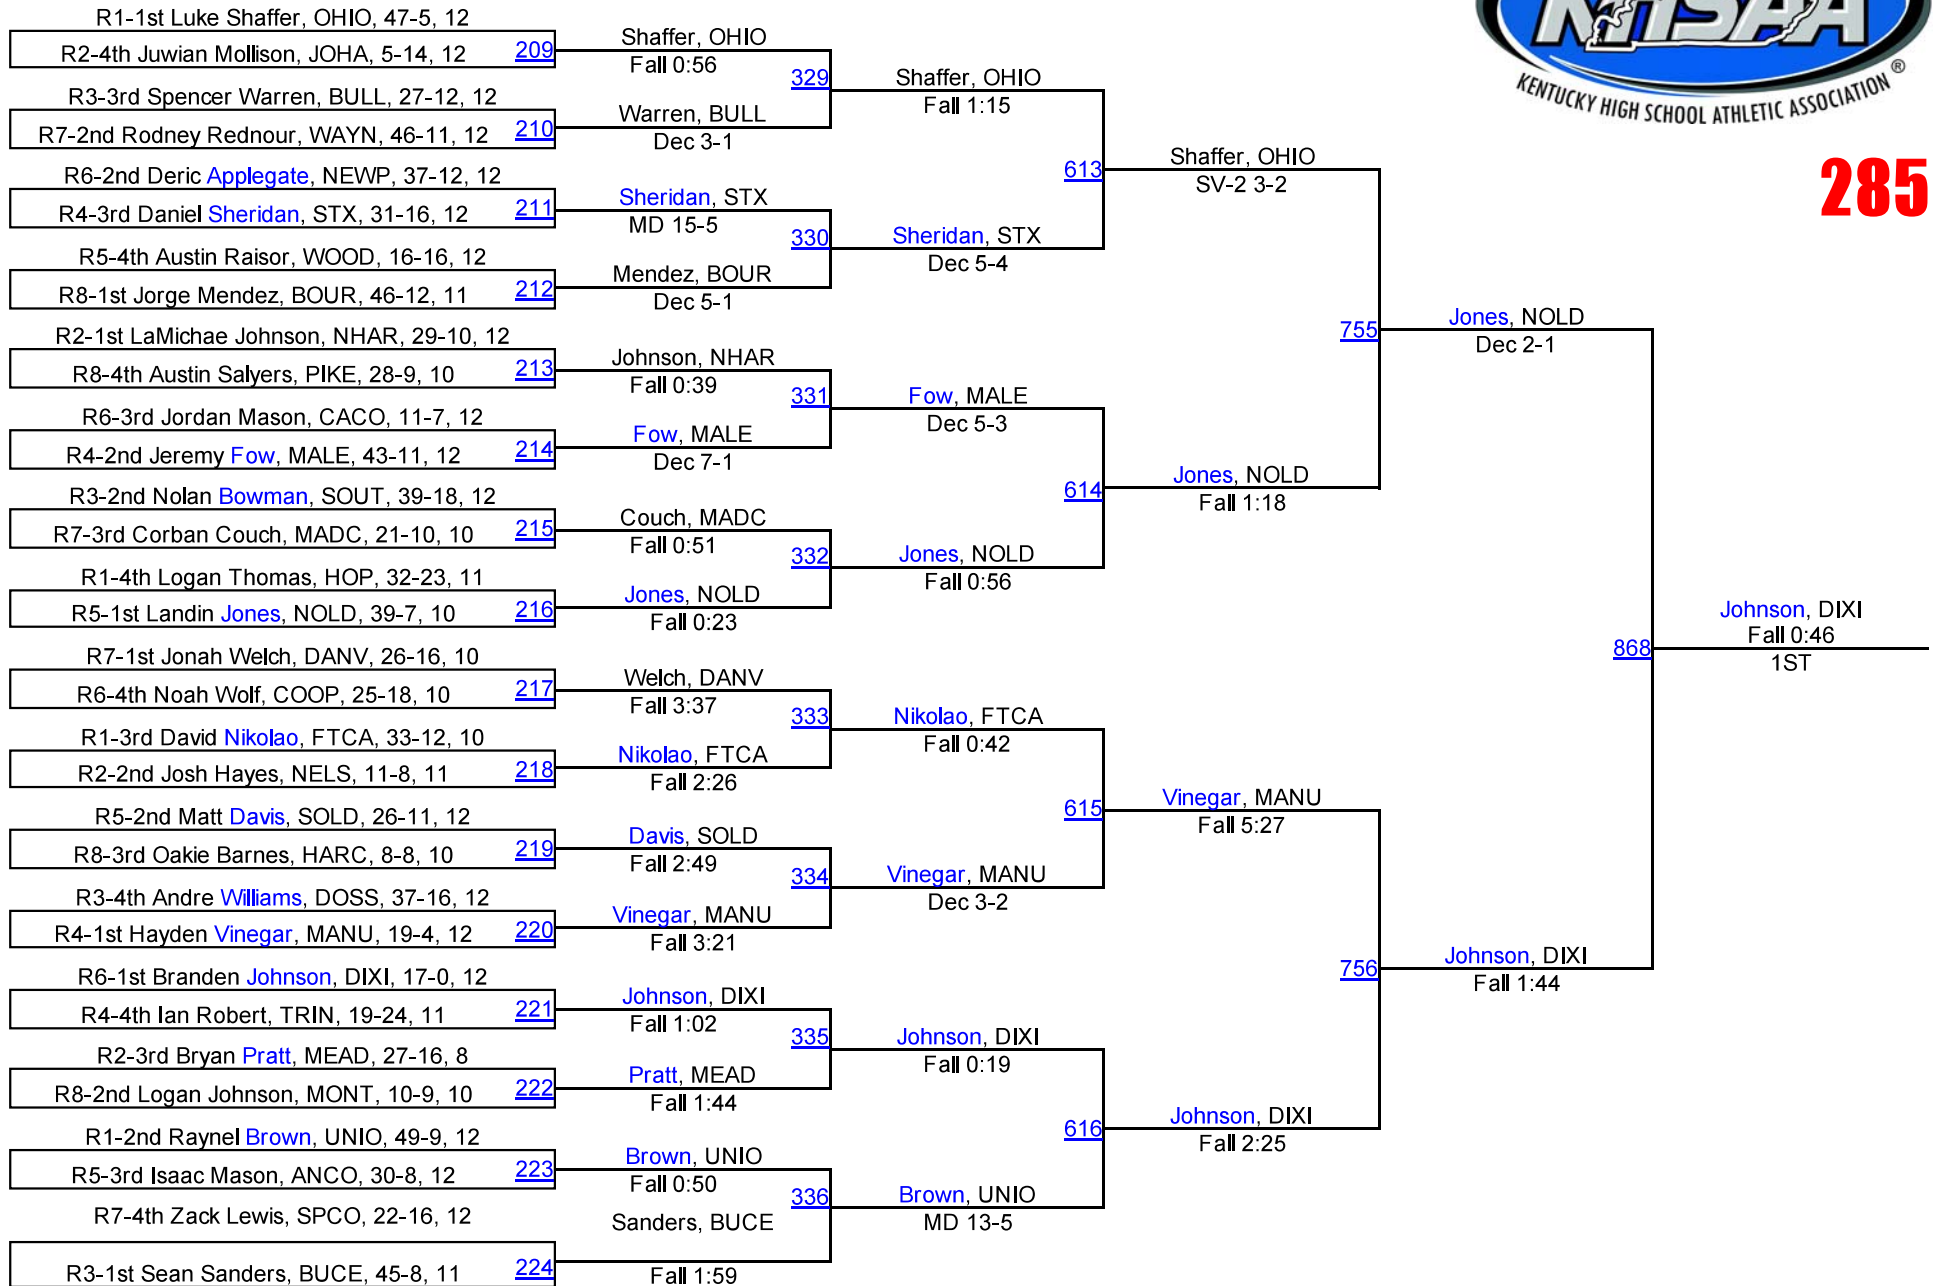 KHSAA
KENTUCKY HIGH SCHOOL ATHLETIC ASSOCIATION ®
285
R1-1st Luke Shaffer, OHIO, 47-5, 12
R2-4th Juwian Mollison, JOHA, 5-14, 12
209
R3-3rd Spencer Warren, BULL, 27-12, 12
R7-2nd Rodney Rednour, WAYN, 46-11, 12
210
R6-2nd Deric Applegate, NEWP, 37-12, 12
R4-3rd Daniel Sheridan, STX, 31-16, 12
211
R5-4th Austin Raisor, WOOD, 16-16, 12
R8-1st Jorge Mendez, BOUR, 46-12, 11
212
R2-1st LaMichae Johnson, NHAR, 29-10, 12
R8-4th Austin Salyers, PIKE, 28-9, 10
213
R6-3rd Jordan Mason, CACO, 11-7, 12
R4-2nd Jeremy Fow, MALE, 43-11, 12
214
R3-2nd Nolan Bowman, SOUT, 39-18, 12
R7-3rd Corban Couch, MADC, 21-10, 10
215
R1-4th Logan Thomas, HOP, 32-23, 11
R5-1st Landin Jones, NOLD, 39-7, 10
216
R7-1st Jonah Welch, DANV, 26-16, 10
R6-4th Noah Wolf, COOP, 25-18, 10
217
R1-3rd David Nikolao, FTCA, 33-12, 10
R2-2nd Josh Hayes, NELS, 11-8, 11
218
R5-2nd Matt Davis, SOLD, 26-11, 12
R8-3rd Oakie Barnes, HARC, 8-8, 10
219
R3-4th Andre Williams, DOSS, 37-16, 12
R4-1st Hayden Vinegar, MANU, 19-4, 12
220
R6-1st Branden Johnson, DIXI, 17-0, 12
R4-4th Ian Robert, TRIN, 19-24, 11
221
R2-3rd Bryan Pratt, MEAD, 27-16, 8
R8-2nd Logan Johnson, MONT, 10-9, 10
222
R1-2nd Raynel Brown, UNIO, 49-9, 12
R5-3rd Isaac Mason, ANCO, 30-8, 12
223
R7-4th Zack Lewis, SPCO, 22-16, 12
R3-1st Sean Sanders, BUCE, 45-8, 11
224
Shaffer, OHIO
Fall 0:56
329
Warren, BULL
Dec 3-1
Sheridan, STX
MD 15-5
330
Mendez, BOUR
Dec 5-1
Johnson, NHAR
Fall 0:39
331
Fow, MALE
Dec 7-1
Couch, MADC
Fall 0:51
332
Jones, NOLD
Fall 0:23
Welch, DANV
Fall 3:37
333
Nikolao, FTCA
Fall 2:26
Davis, SOLD
Fall 2:49
334
Vinegar, MANU
Fall 3:21
Johnson, DIXI
Fall 1:02
335
Pratt, MEAD
Fall 1:44
Brown, UNIO
Fall 0:50
336
Sanders, BUCE
Fall 1:59
Shaffer, OHIO
Fall 1:15
613
Sheridan, STX
Dec 5-4
Fow, MALE
Dec 5-3
614
Jones, NOLD
Fall 0:56
Nikolao, FTCA
Fall 0:42
615
Vinegar, MANU
Dec 3-2
Johnson, DIXI
Fall 0:19
616
Brown, UNIO
MD 13-5
Shaffer, OHIO
SV-2 3-2
755
Jones, NOLD
Fall 1:18
Vinegar, MANU
Fall 5:27
756
Johnson, DIXI
Fall 2:25
Jones, NOLD
Dec 2-1
868
Johnson, DIXI
Fall 1:44
Johnson, DIXI
Fall 0:46
1ST